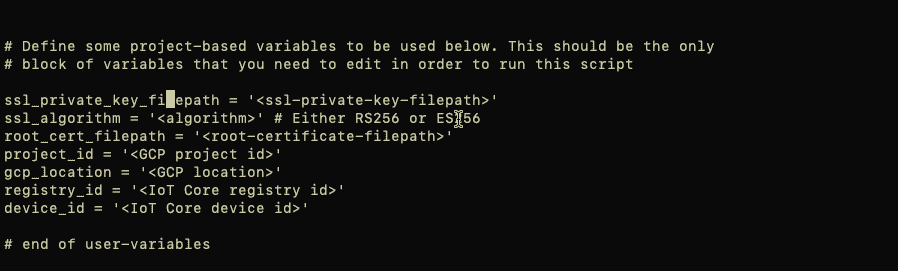 # Define some project-based variables to be used below. This should be the only
# block of variables that you need to edit in order to run this script
ssl_private_key_filepath = '<ssl-private-key-filepath>'
ssl_algorithm = '<algorithm>' # Either RS256 or ES256
root_cert_filepath = '<root-certificate-filepath>'
project_id = '<GCP project id>'
gcp_location = '<GCP location>'
registry_id = '<IoT Core registry id>'
device_id = '<IoT Core device id>'
# end of user-variables